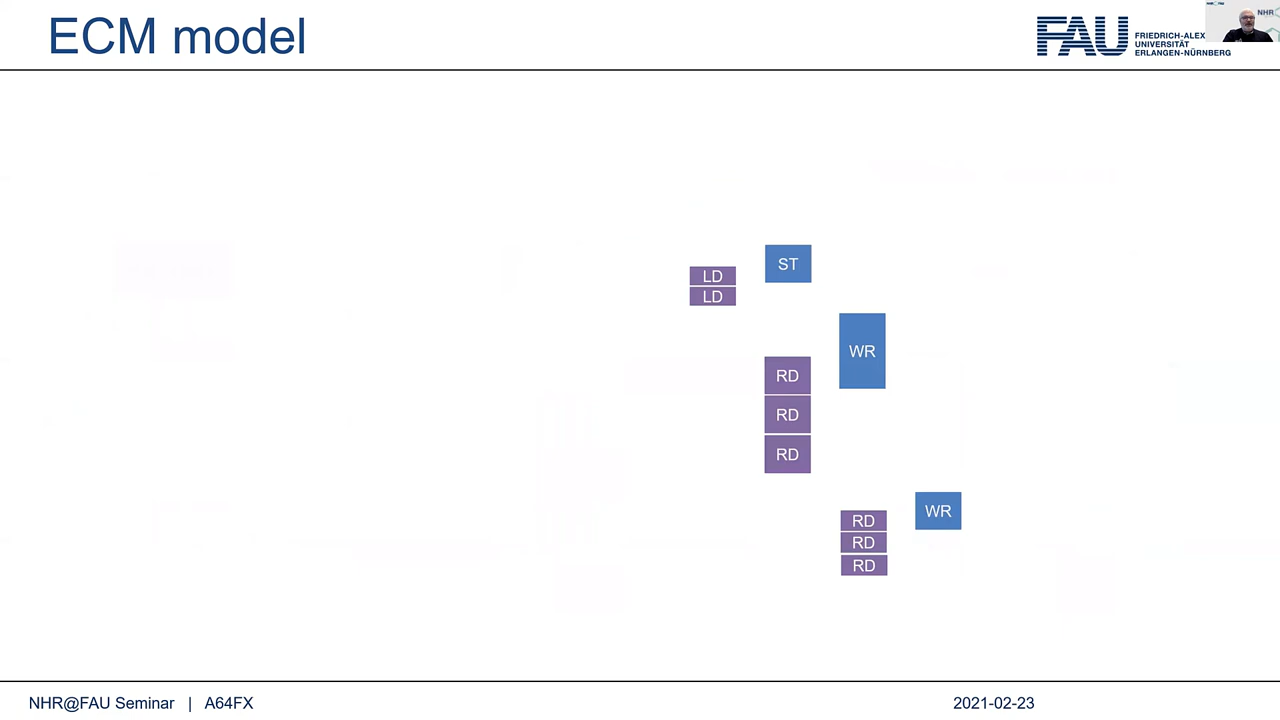 ECM model
FAU
FRIEDRICH-ALEX
UNIVERSITÄT
ERLANGEN-NÜRNBERG
NHR
ST
LD
LD
WR
RD
RD
RD
WR
RD
RD
RD
NHR@FAU Seminar | A64FX
2021-02-23